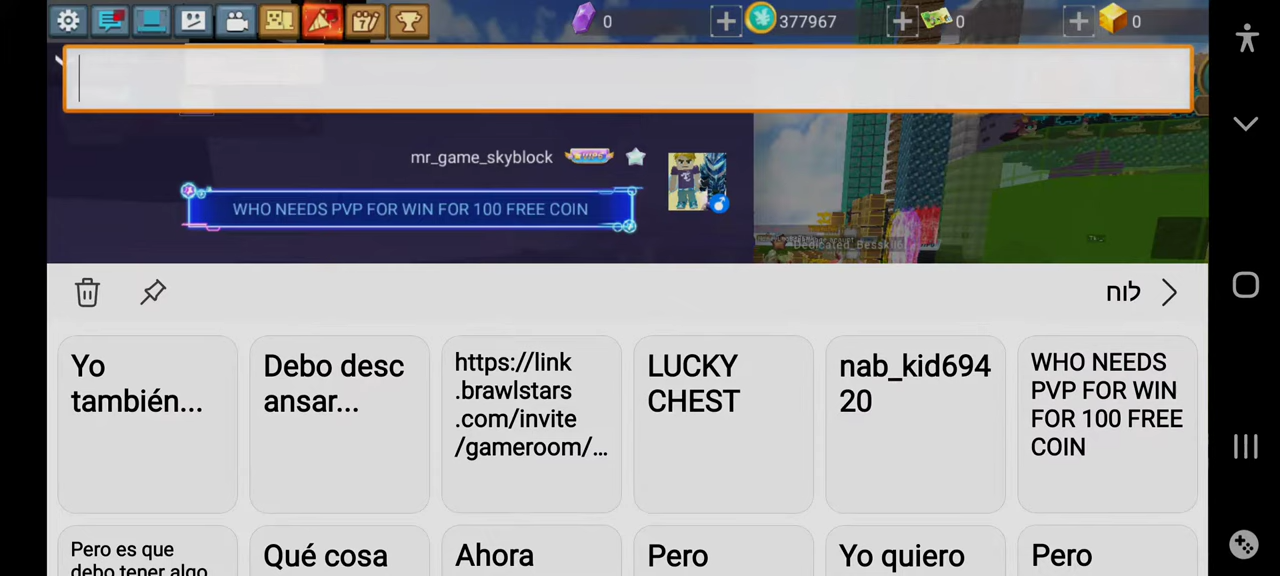 0
377967
0
0
mr_game_skyblock
WHO NEEDS PVP FOR WIN FOR 100 FREE COIN
לוח
Yo
también...
Debo desc
ansar...
https://link
.brawlstars
.com/invite
/gameroom/...
LUCKY
CHEST
nab_kid694
20
WHO NEEDS
PVP FOR WIN
FOR 100 FREE
COIN
Pero es que
debo tener algo
Qué cosa
Ahora
Pero
Yo quiero
Pero